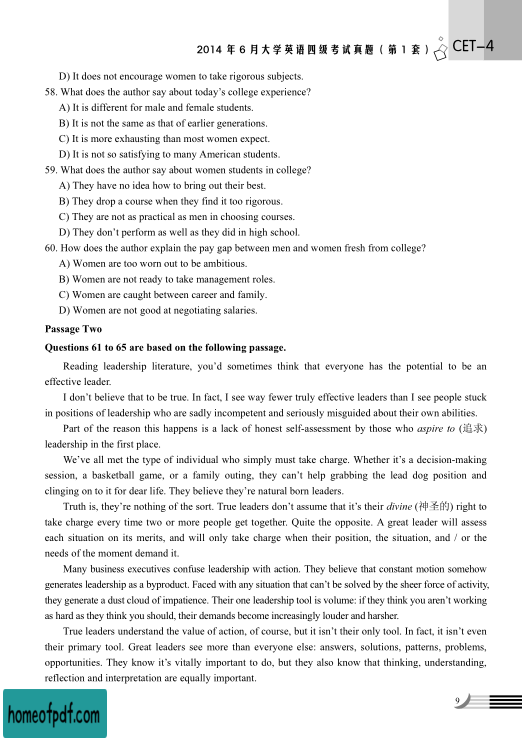 2014 年 6 月大学英语四级考试真题(第 1 套)
CET-4
D) It does not encourage women to take rigorous subjects.
58. What does the author say about today's college experience?
A) It is different for male and female students.
B) It is not the same as that of earlier generations.
C) It is more exhausting than most women expect.
D) It is not so satisfying to many American students.
59. What does the author say about women students in college?
A) They have no idea how to bring out their best.
B) They drop a course when they find it too rigorous.
C) They are not as practical as men in choosing courses.
D) They don't perform as well as they did in high school.
60. How does the author explain the pay gap between men and women fresh from college?
A) Women are too worn out to be ambitious.
B) Women are not ready to take management roles.
C) Women are caught between career and family.
D) Women are not good at negotiating salaries.
Passage Two
Questions 61 to 65 are based on the following passage.
Reading leadership literature, you'd sometimes think that everyone has the potential to be an
effective leader.
I don't believe that to be true. In fact, I see way fewer truly effective leaders than I see people stuck
in positions of leadership who are sadly incompetent and seriously misguided about their own abilities.
Part of the reason this happens is a lack of honest self-assessment by those who aspire to (追求)
leadership in the first place.
We've all met the type of individual who simply must take charge. Whether it's a decision-making
session, a basketball game, or a family outing, they can't help grabbing the lead dog position and
clinging on to it for dear life. They believe they're natural born leaders.
Truth is, they're nothing of the sort. True leaders don't assume that it's their divine (神圣的) right to
take charge every time two or more people get together. Quite the opposite. A great leader will assess
each situation on its merits, and will only take charge when their position, the situation, and / or the
needs of the moment demand it.
Many business executives confuse leadership with action. They believe that constant motion somehow
generates leadership as a byproduct. Faced with any situation that can't be solved by the sheer force of activity,
they generate a dust cloud of impatience. Their one leadership tool is volume: if they think you aren't working
as hard as they think you should, their demands become increasingly louder and harsher.
True leaders understand the value of action, of course, but it isn't their only tool. In fact, it isn't even
their primary tool. Great leaders see more than everyone else: answers, solutions, patterns, problems,
opportunities. They know it's vitally important to do, but they also know that thinking, understanding,
reflection and interpretation are equally important.
9
homeofpdf.com